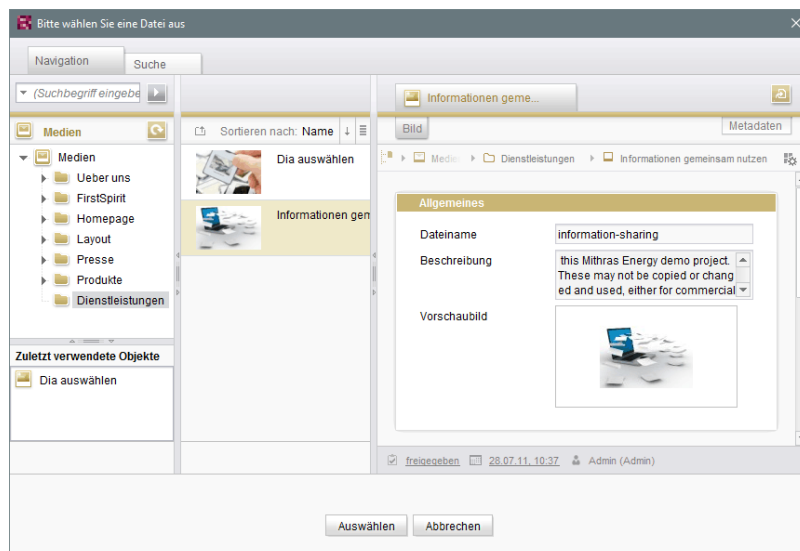 Bitte wählen Sie eine Datei aus
Navigation
Suche
(Suchbegriff eingebe
Medien
Medien
Ueber uns
FirstSpirit
Homepage
Layout
Presse
Produkte
Dienstleistungen
Zuletzt verwendete Objekte
Dia auswählen
Sortieren nach: Name
Dia auswählen
Informationen gem
Informationen geme...
Bild
Metadaten
Medien Dienstleistungen Informationen gemeinsam nutzen
Allgemeines
Dateiname information-sharing
Beschreibung this Mithras Energy demo project.
These may not be copied or chang
ed and used, either for commercial
Vorschaubild
freigegeben 28.07.11, 10:37 Admin (Admin)
Auswählen Abbrechen